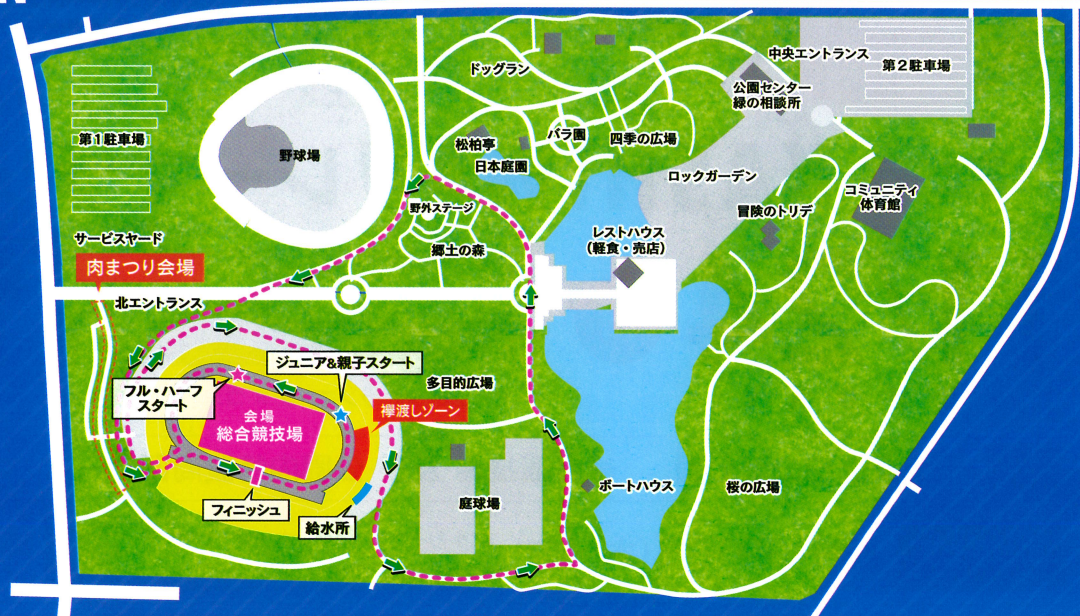 中央エントランス
第2駐車場
ドッグラン
公園センター
緑の相談所
第1駐車場
野球場
松柏亭
バラ園
四季の広場
日本庭園
ロックガーデン
コミュニティ
体育館
野外ステージ
冒険のトリデ
サービスヤード
郷土の森
レストハウス
(軽食・売店)
肉まつり会場
北エントランス
ジュニア&親子スタート
フル・ハーフ
スタート
多目的広場
襷渡しゾーン
会場
総合競技場
フィニッシュ
給水所
庭球場
ボートハウス
桜の広場